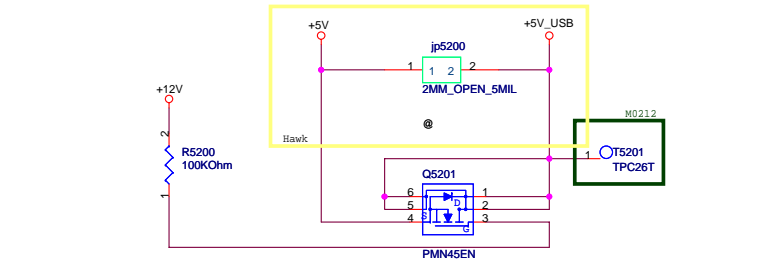 +5V
+5V_USB
jp5200
1
1 2
2
2MM_OPEN_5MIL
+12V
@
M0212
Hawk
2
R5200
100KOhm
1
1
T5201
TPC26T
Q5201
6
1
5
D
2
S
4
3
G
PMN45EN